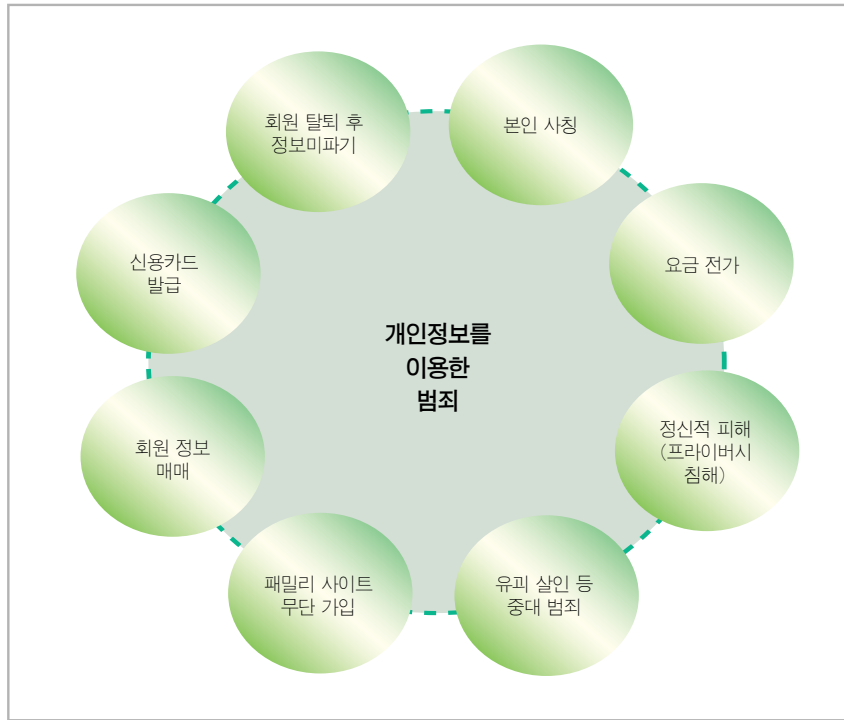 회원 탈퇴 후
정보미파기
본인 사칭
신용카드
발급
요금 전가
개인정보를
이용한
범죄
회원 정보
매매
정신적 피해
(프라이버시
침해)
패밀리 사이트
무단 가입
유괴 살인 등
중대 범죄